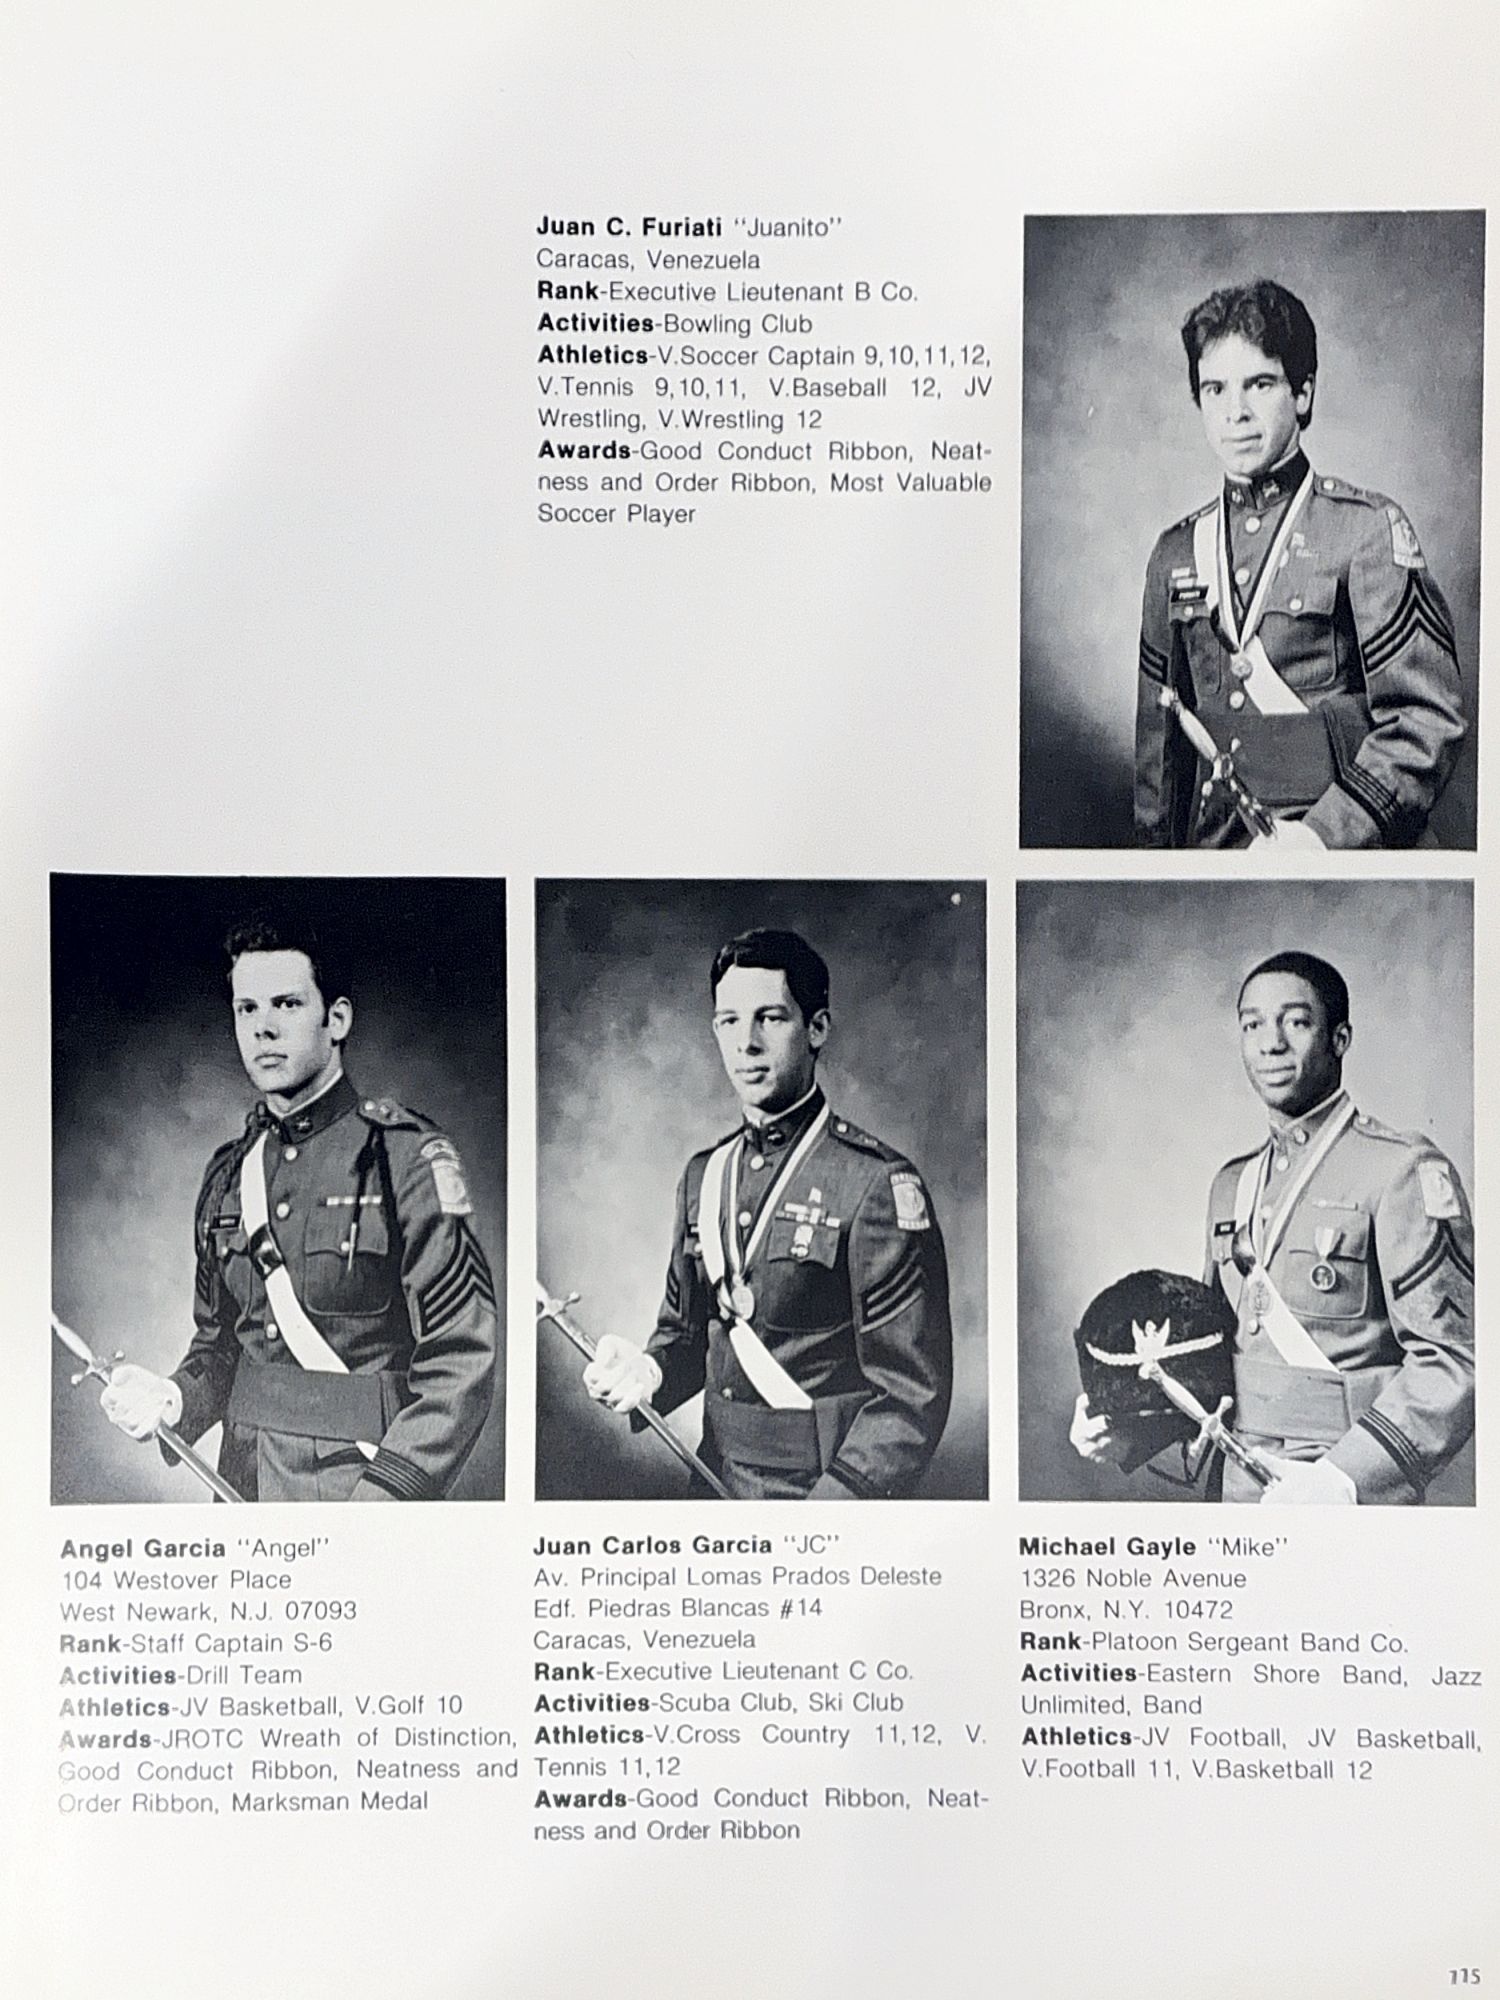 Juan C. Furiati "Juanito"
Caracas, Venezuela
Rank-Executive Lieutenant B Co.
Activities-Bowling Club
Athletics-V.Soccer Captain 9,10,11,12,
V.Tennis 9,10,11, V.Baseball 12, JV
Wrestling, V.Wrestling 12
Awards-Good Conduct Ribbon, Neat-
ness and Order Ribbon, Most Valuable
Soccer Player
Angel Garcia "Angel"
104 Westover Place
West Newark, N.J. 07093
Rank-Staff Captain S-6
Activities-Drill Team
Athletics-JV Basketball, V.Golf 10
Awards-JROTC Wreath of Distinction,
Good Conduct Ribbon, Neatness and
Order Ribbon, Marksman Medal
Juan Carlos Garcia "JC"
Av. Principal Lomas Prados Deleste
Edf. Piedras Blancas #14
Caracas, Venezuela
Rank-Executive Lieutenant C Co.
Activities-Scuba Club, Ski Club
Athletics-V.Cross Country 11,12, V.
Tennis 11,12
Awards-Good Conduct Ribbon, Neat-
ness and Order Ribbon
Michael Gayle "Mike"
1326 Noble Avenue
Bronx, N.Y. 10472
Rank-Platoon Sergeant Band Co.
Activities-Eastern Shore Band, Jazz
Unlimited, Band
Athletics-JV Football, JV Basketball,
V.Football 11, V.Basketball 12
115